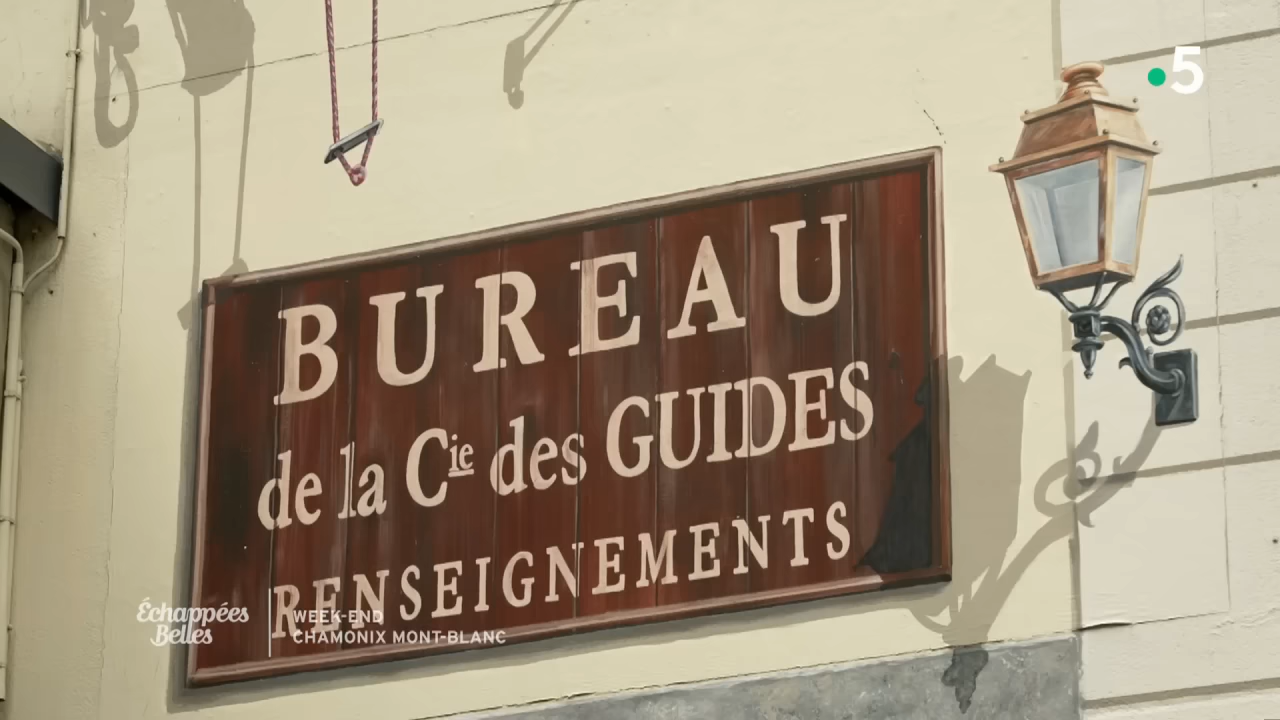 5
BUREAU
de la Cie des GUIDES
RENSEIGNEMENTS
Échappées
Belles
WEEK-END
CHAMONIX MONT-BLANC